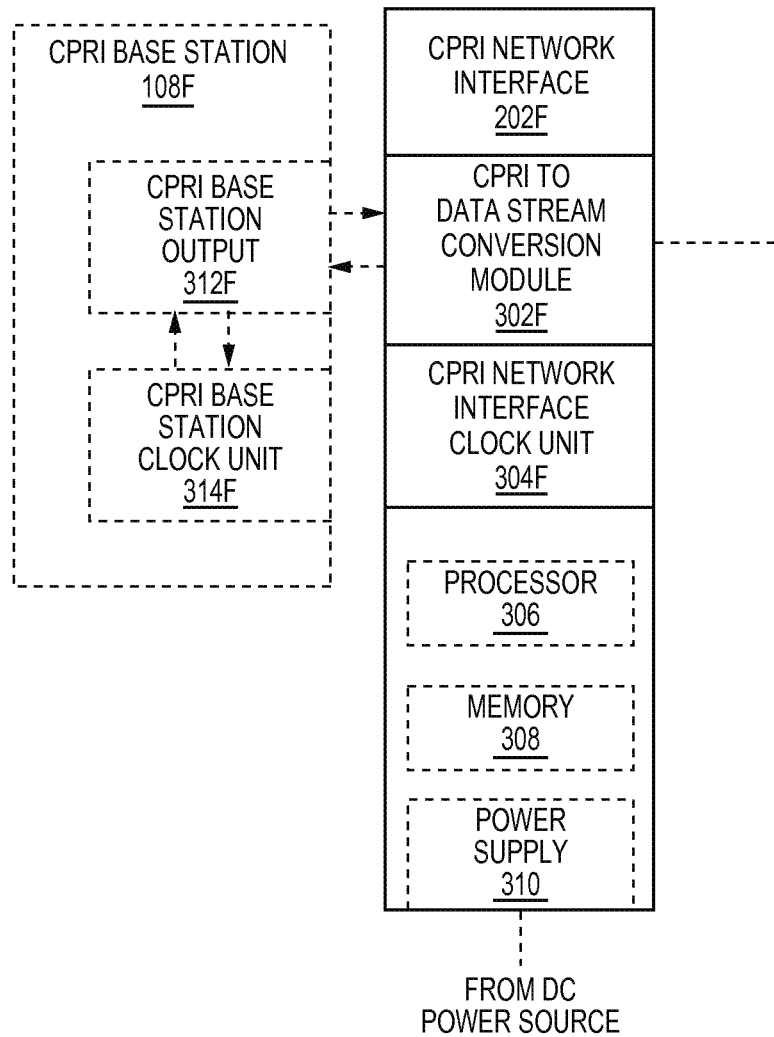 CPRI BASE STATION
108F
CPRI BASE
STATION
OUTPUT
312F
CPRI BASE
STATION
CLOCK UNIT
314F
CPRI NETWORK
INTERFACE
202F
CPRI TO
DATA STREAM
CONVERSION
MODULE
302F
CPRI NETWORK
INTERFACE
CLOCK UNIT
304F
PROCESSOR
306
MEMORY
308
POWER
SUPPLY
310
FROM DC
POWER SOURCE